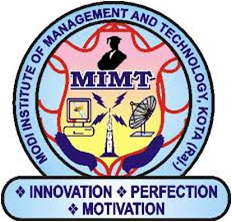 MODI INSTITUTE OF MANAGEMENT AND TECHNOLOGY, KOTA (Raj.)
MIMT
❖ INNOVATION ❖ PERFECTION
❖ MOTIVATION